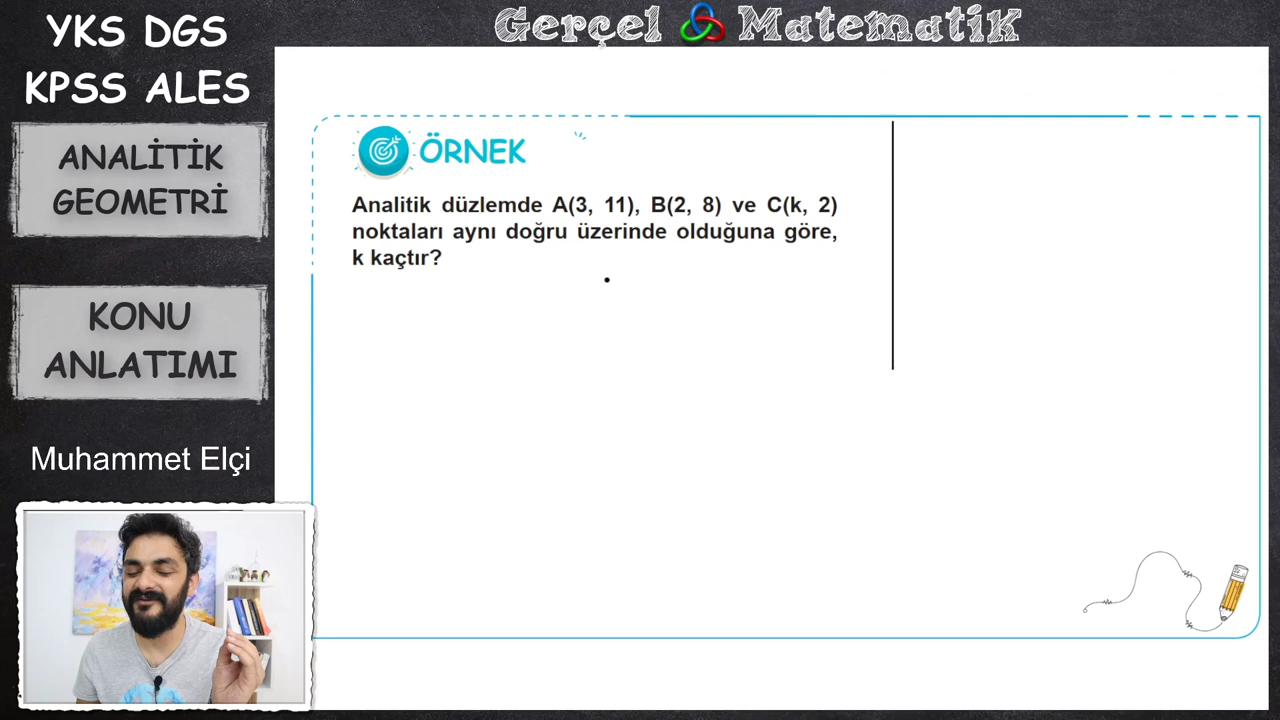 YKS DGS
KPSS ALES
ANALİTİK
GEOMETRİ
KONU
ANLATIMI
Muhammet Elçi
Gerçel Matematik
ÖRNEK
Analitik düzlemde A(3, 11), B(2, 8) ve C(k, 2)
noktaları aynı doğru üzerinde olduğuna göre,
k kaçtır?